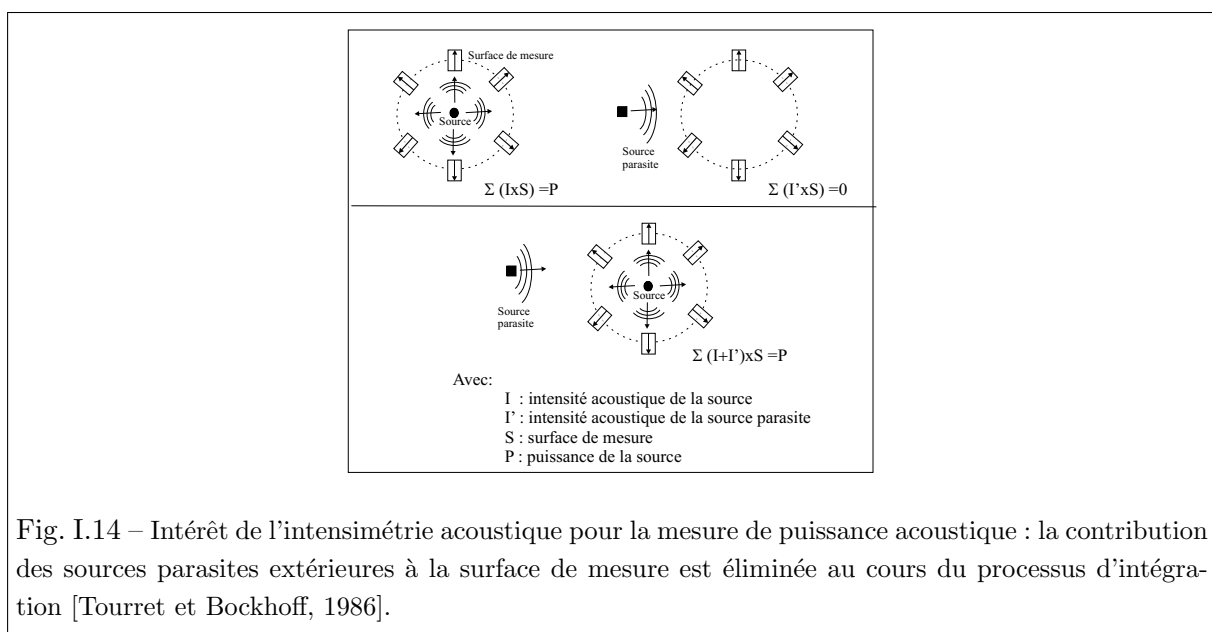 Surface de mesure
Source
Σ (IxS) =P
Source
parasite
Σ (I'xS) =0
Source
parasite
Source
Σ (I+I')xS =P
Avec:
I : intensité acoustique de la source
I' : intensité acoustique de la source parasite
S : surface de mesure
P : puissance de la source
Fig. I.14 – Intérêt de l'intensimétrie acoustique pour la mesure de puissance acoustique : la contribution
des sources parasites extérieures à la surface de mesure est éliminée au cours du processus d'intégra-
tion [Tourret et Bockhoff, 1986].